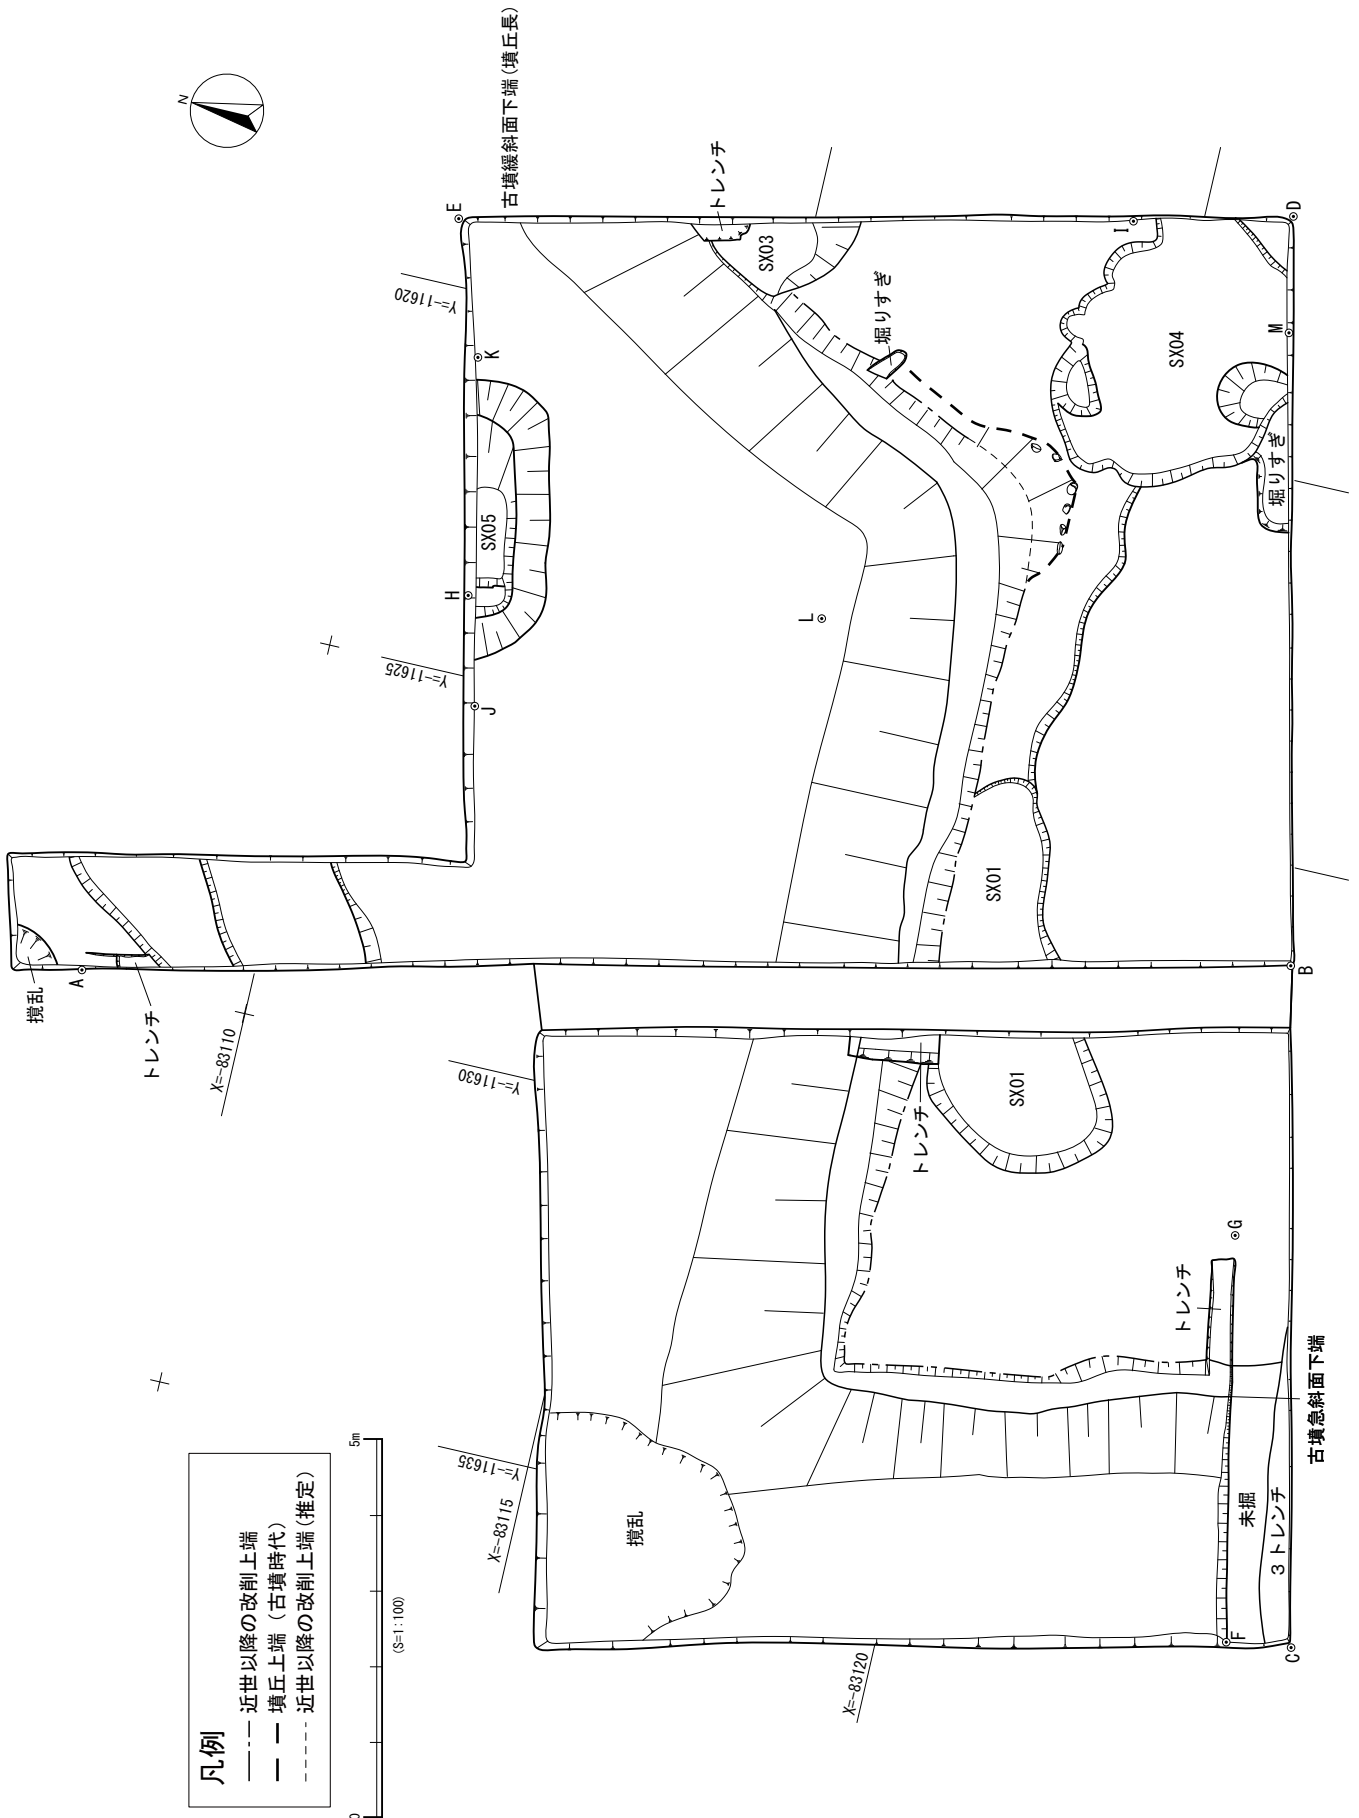 N
古墳緩斜面下端(墳丘長)
E
トレンチ
SX03
Y=-11620
K
掘りすぎ
I
D
M
SX04
掘りすぎ
SX05
H
Y=-11625
J
L
SX01
撹乱
A
トレンチ
X=-83110
B
Y=-11630
SX01
トレンチ
G
トレンチ
古墳急斜面下端
Y=-11635
X=-83115
撹乱
未掘
3トレンチ
F
C
X=-83120
凡例
近世以降の改削上端
墳丘上端(古墳時代)
近世以降の改削上端(推定)
0
5m
(S=1:100)